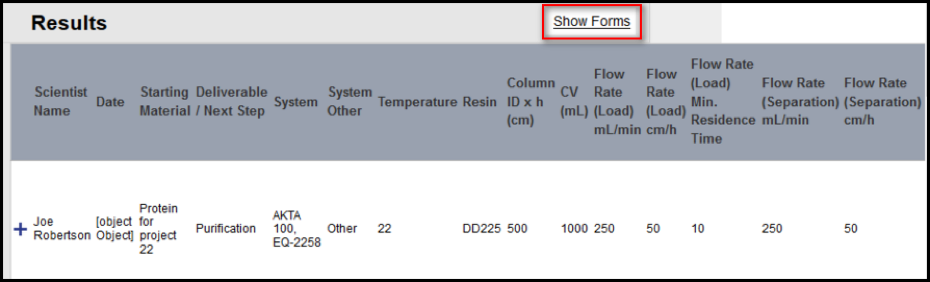 Results
Show Forms
Scientist Name
Date
Starting Material
Deliverable / Next Step
System
System Other
Temperature
Resin
Column ID x h (cm)
CV (mL)
Flow Rate (Load) mL/min
Flow Rate (Load) cm/h
Flow Rate (Load) Min. Residence Time
Flow Rate (Separation) mL/min
Flow Rate (Separation) cm/h
+
Joe Robertson
[object Object]
Protein for project 22
Purification
AKTA 100, EQ-2258
Other
22
DD225
500
1000
250
50
10
250
50